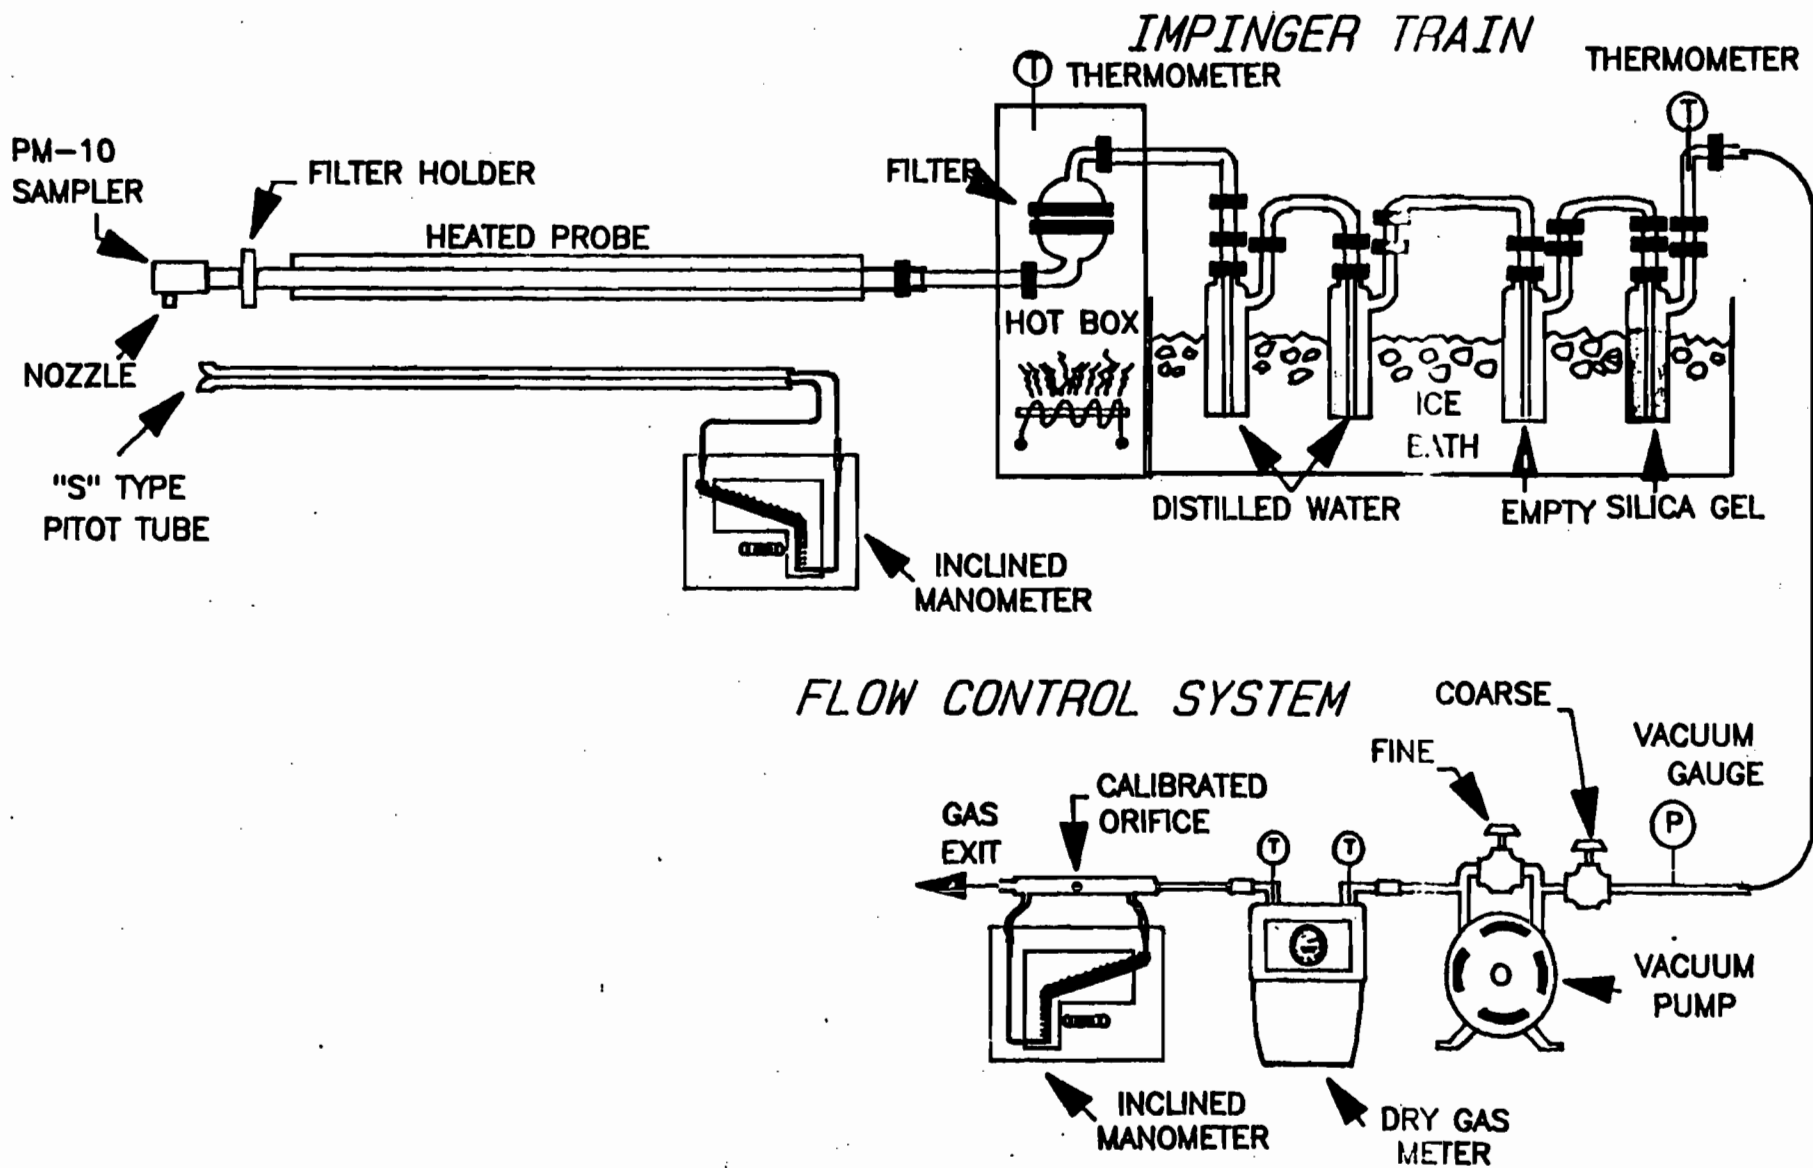 IMPINGER TRAIN
T THERMOMETER
THERMOMETER
T
PM-10
SAMPLER
FILTER HOLDER
FILTER
HEATED PROBE
HOT BOX
NOZZLE
"S" TYPE
PITOT TUBE
ICE
BATH
DISTILLED WATER
EMPTY
SILICA GEL
INCLINED
MANOMETER
FLOW CONTROL SYSTEM
COARSE
FINE
VACUUM
GAUGE
P
CALIBRATED
ORIFICE
GAS
EXIT
T
T
VACUUM
PUMP
INCLINED
MANOMETER
DRY GAS
METER